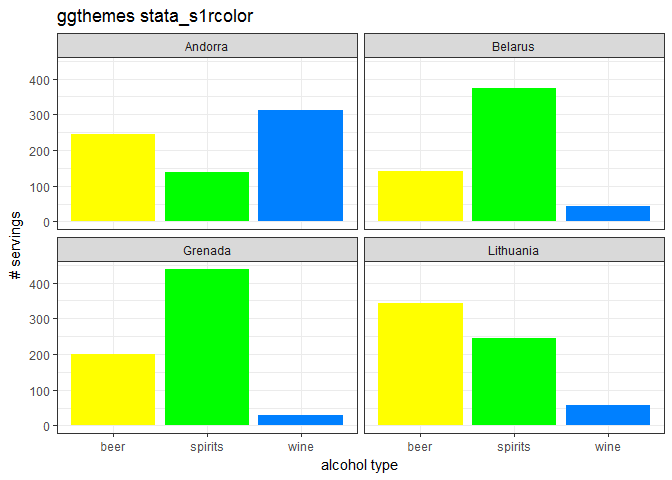 ggthemes stata_s1rcolor
Andorra
Belarus
400
300
200
100
0
Grenada
Lithuania
400
300
200
100
0
# servings
beer
spirits
wine
beer
spirits
wine
alcohol type